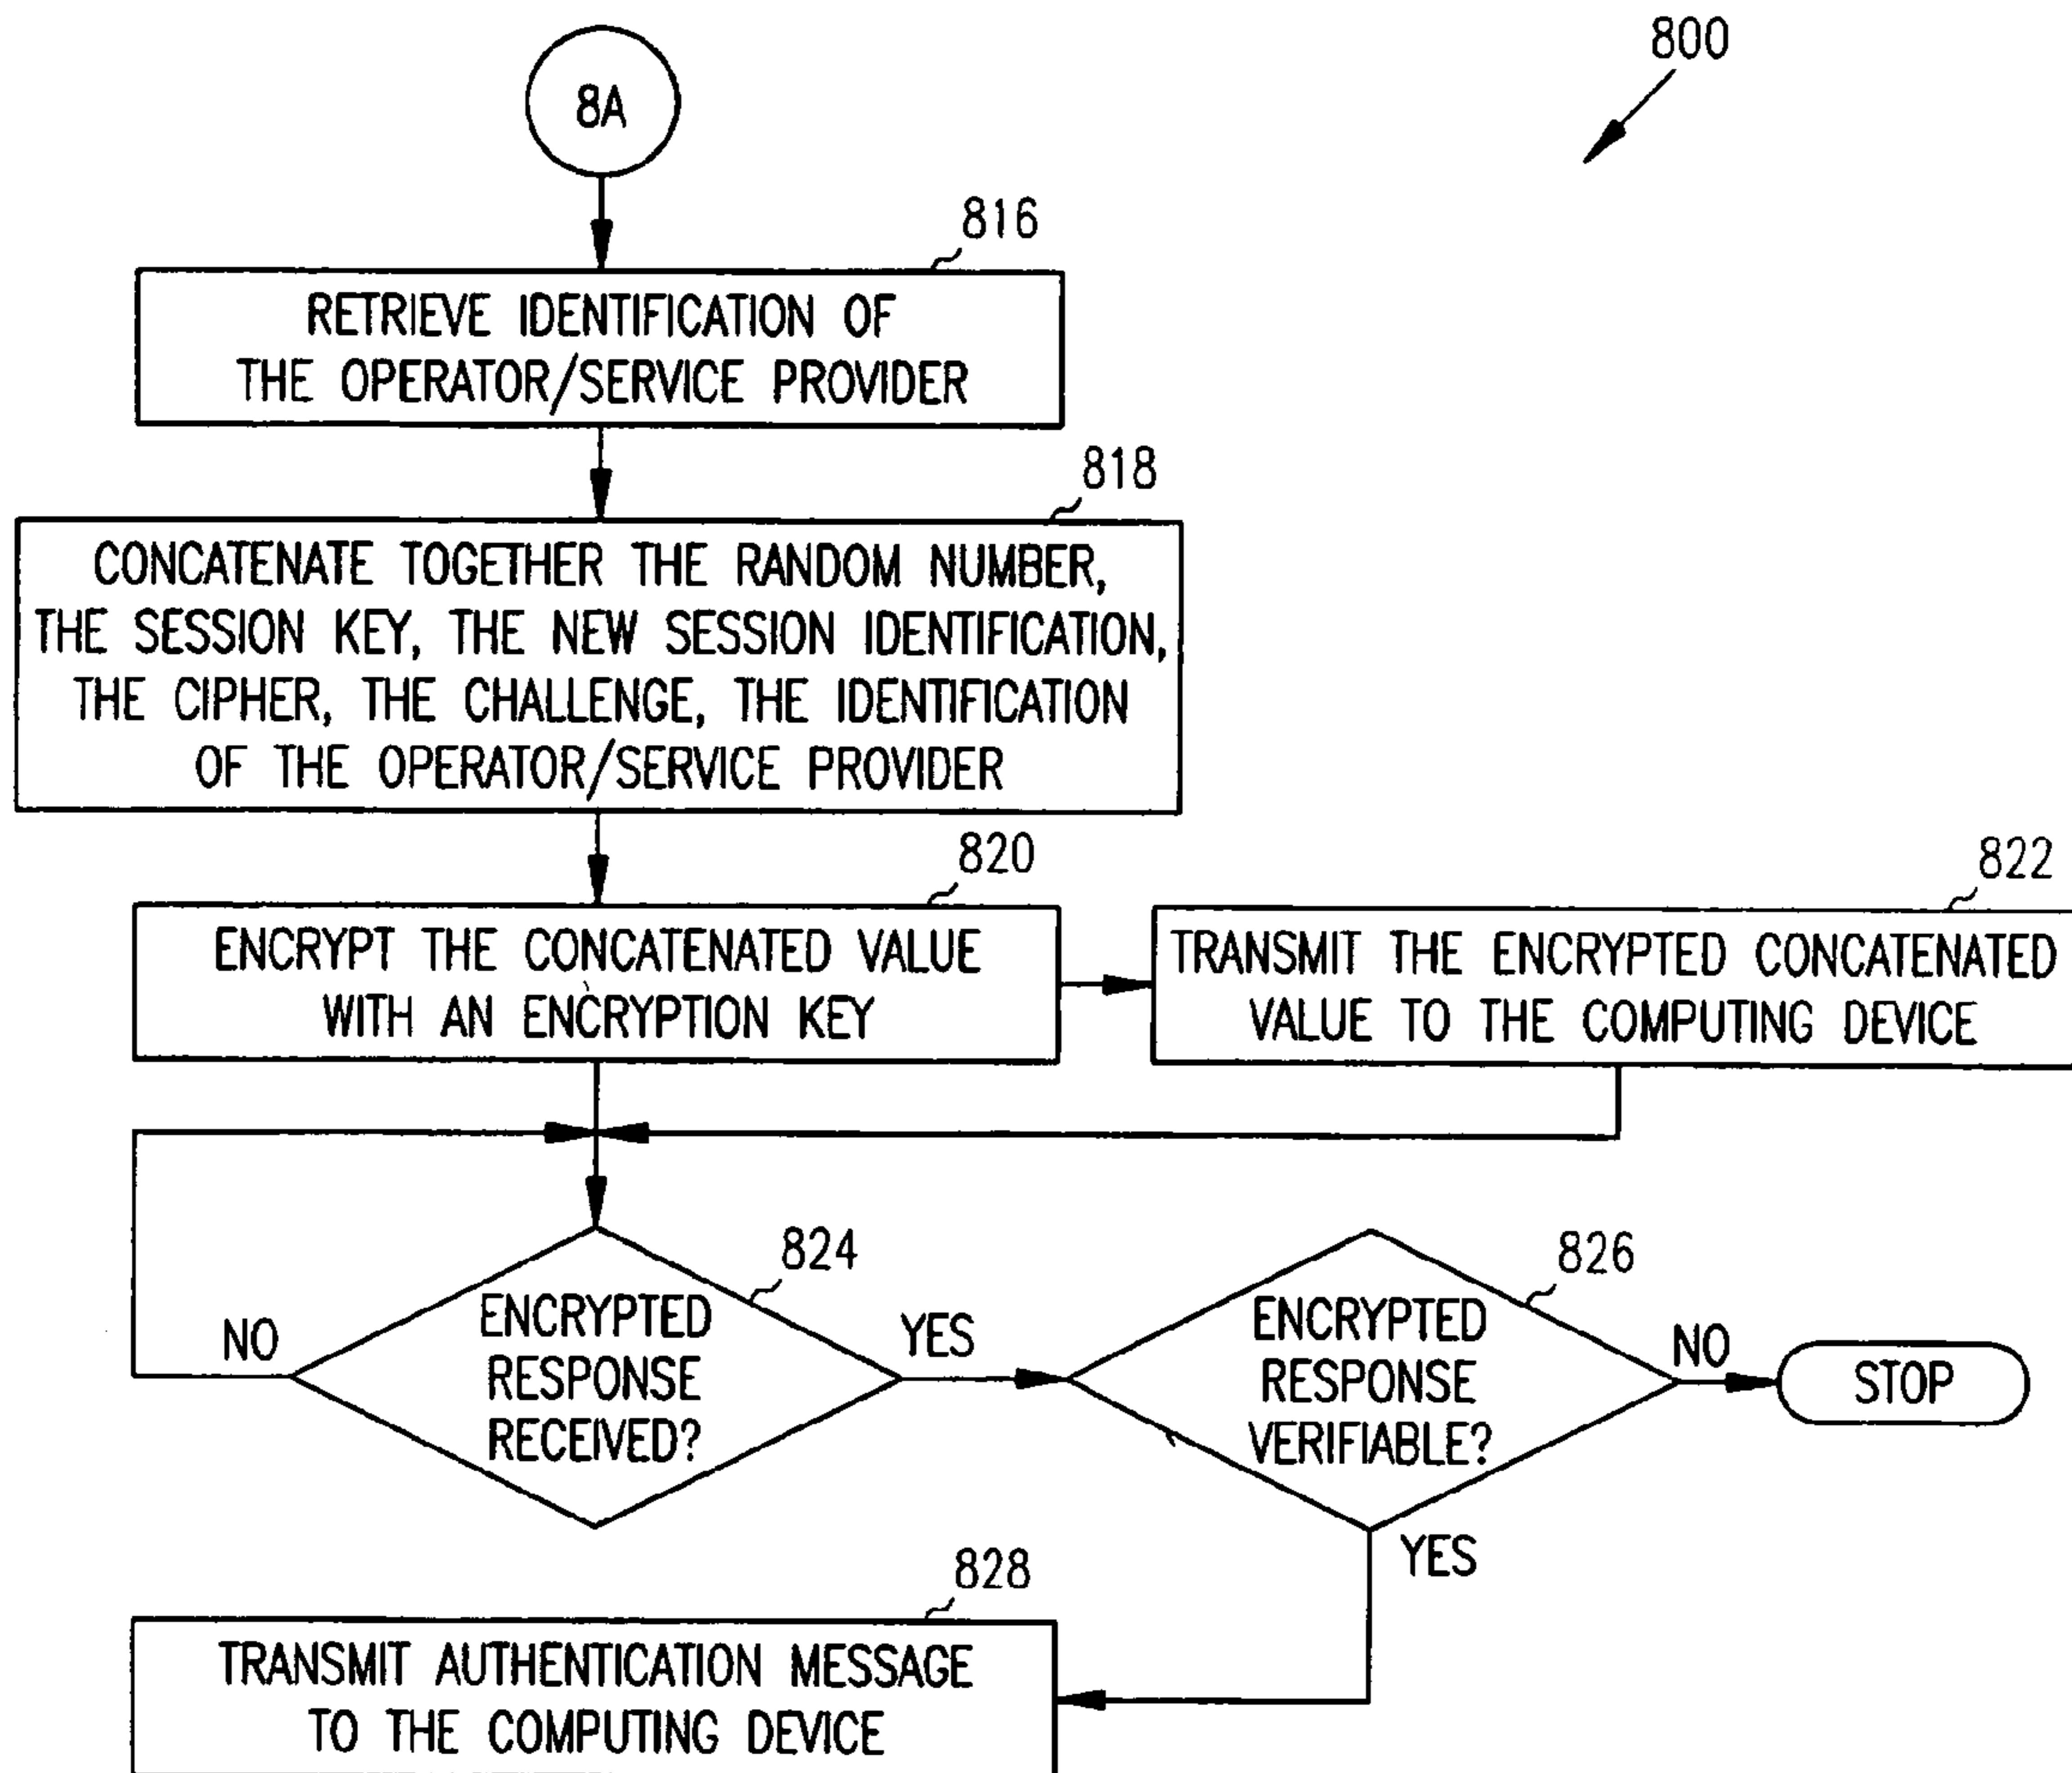 800
8A
816
RETRIEVE IDENTIFICATION OF
THE OPERATOR/SERVICE PROVIDER
818
CONCATENATE TOGETHER THE RANDOM NUMBER,
THE SESSION KEY, THE NEW SESSION IDENTIFICATION,
THE CIPHER, THE CHALLENGE, THE IDENTIFICATION
OF THE OPERATOR/SERVICE PROVIDER
820
ENCRYPT THE CONCATENATED VALUE
WITH AN ENCRYPTION KEY
822
TRANSMIT THE ENCRYPTED CONCATENATED
VALUE TO THE COMPUTING DEVICE
824
ENCRYPTED
RESPONSE
RECEIVED?
NO
YES
826
ENCRYPTED
RESPONSE
VERIFIABLE?
NO
STOP
YES
828
TRANSMIT AUTHENTICATION MESSAGE
TO THE COMPUTING DEVICE